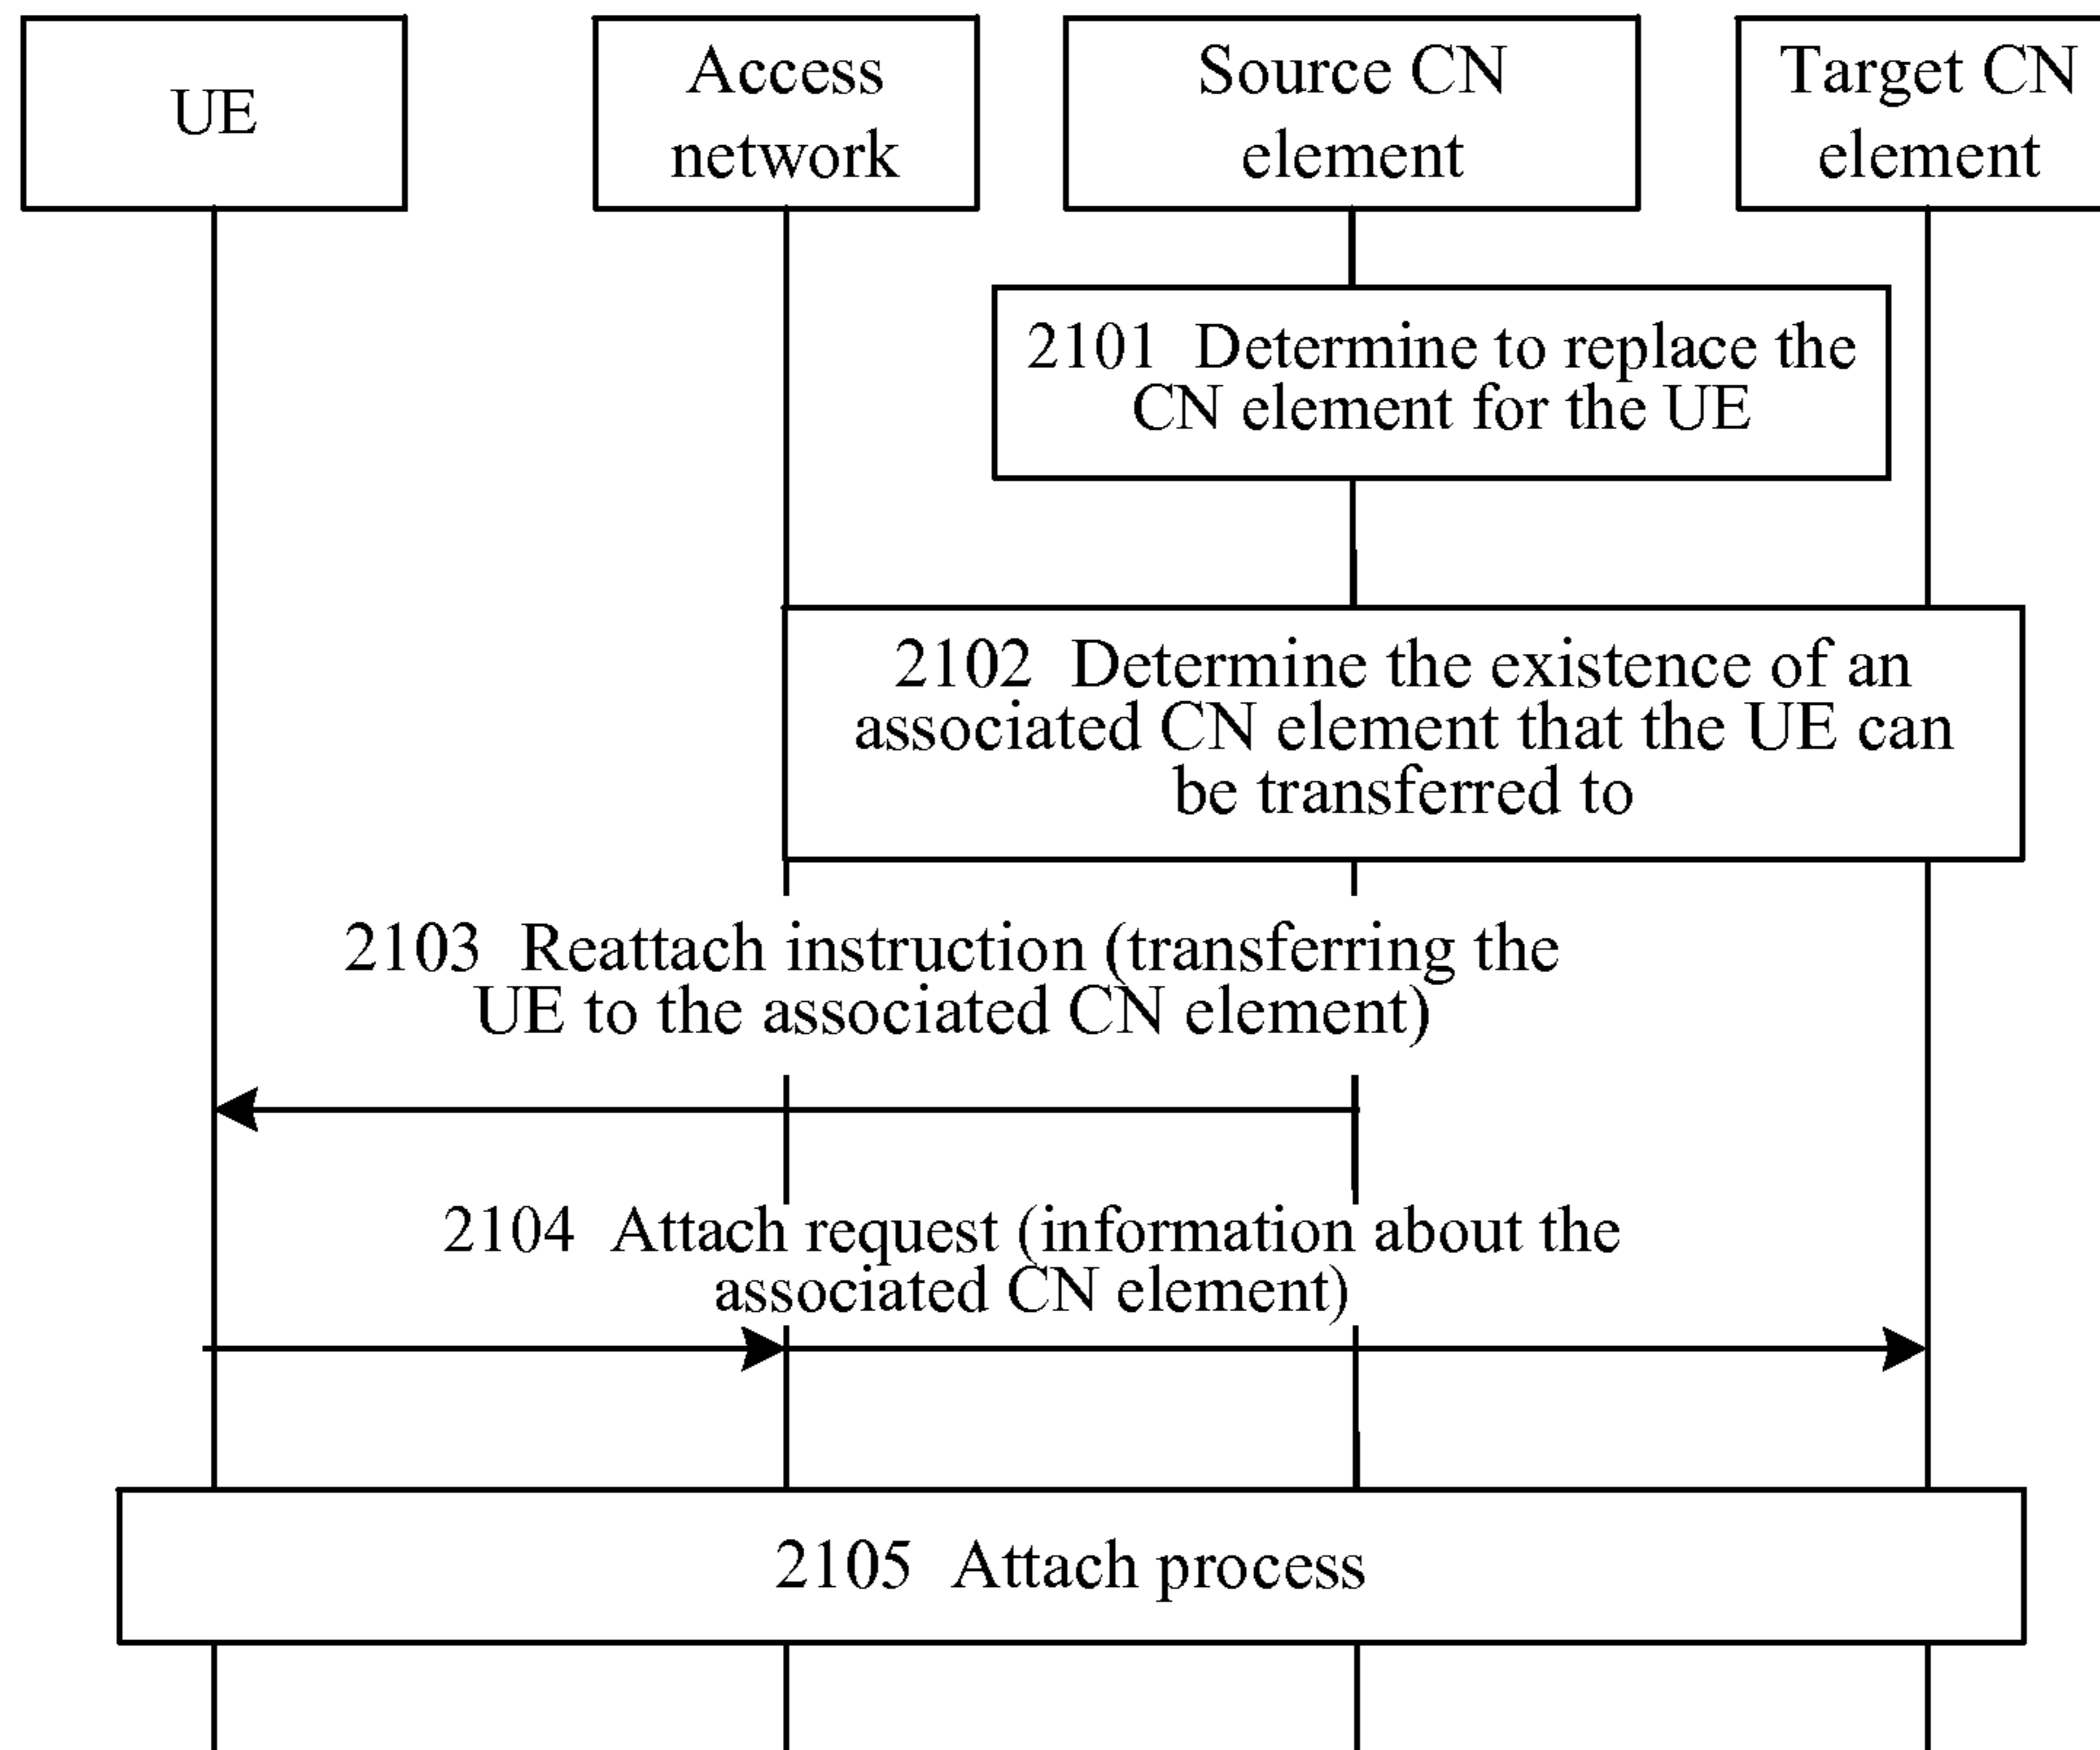 UE
Access
network
Source CN
element
Target CN
element
2101 Determine to replace the
CN element for the UE
2102 Determine the existence of an
associated CN element that the UE can
be transferred to
2103 Reattach instruction (transferring the
UE to the associated CN element)
2104 Attach request (information about the
associated CN element)
2105 Attach process